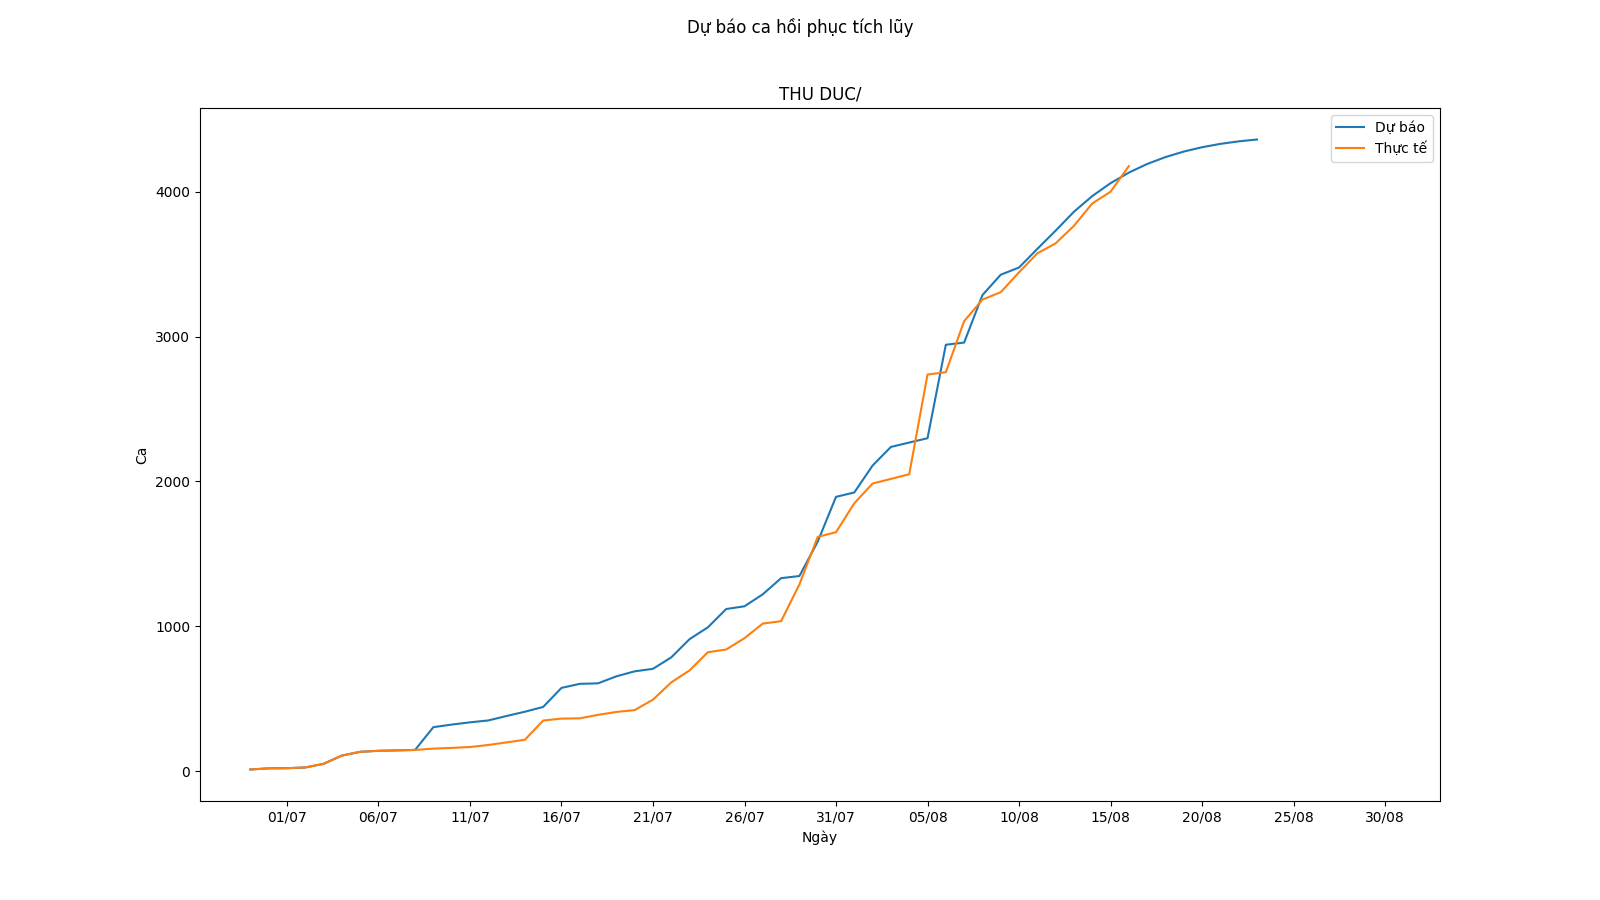 Dự báo ca hồi phục tích lũy
THU DUC/
Dự báo
Thực tế
Ca
4000
3000
2000
1000
0
01/07 06/07 11/07 16/07 21/07 26/07 31/07 05/08 10/08 15/08 20/08 25/08 30/08
Ngày